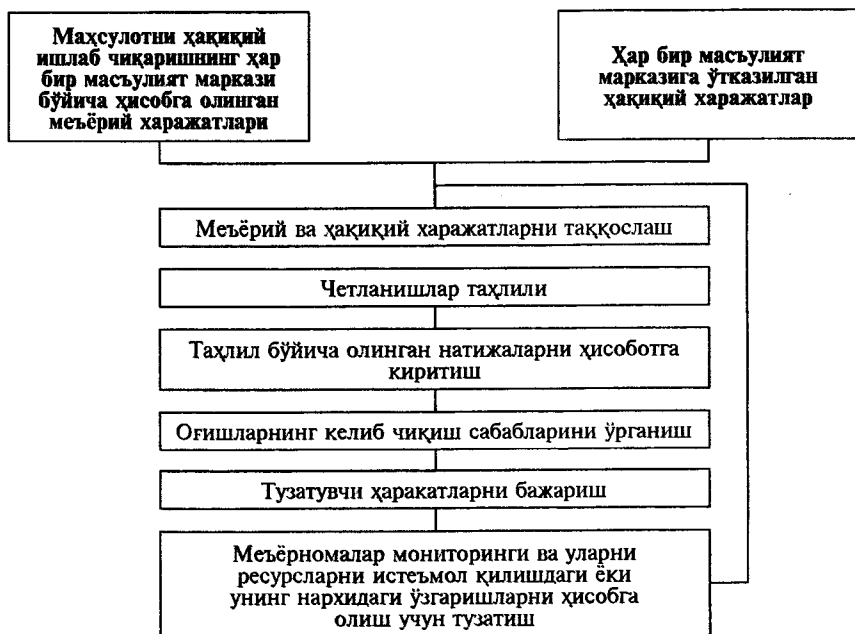 Маҳсулотни ҳақиқий
ишлаб чиқаришнинг ҳар
бир масъулият маркази
бўйича ҳисобга олинган
меъёрий харажатлари
Ҳар бир масъулият
марказига ўтказилган
ҳақиқий харажатлар
Меъёрий ва ҳақиқий харажатларни таққослаш
Четланишлар таҳлили
Таҳлил бўйича олинган натижаларни ҳисоботга
киритиш
Оғишларнинг келиб чиқиш сабабларини ўрганиш
Тузатувчи ҳаракатларни бажариш
Меъёрномалар мониторинги ва уларни
ресурсларни истеъмол қилишдаги ёки
унинг нархидаги ўзгаришларни ҳисобга
олиш учун тузатиш